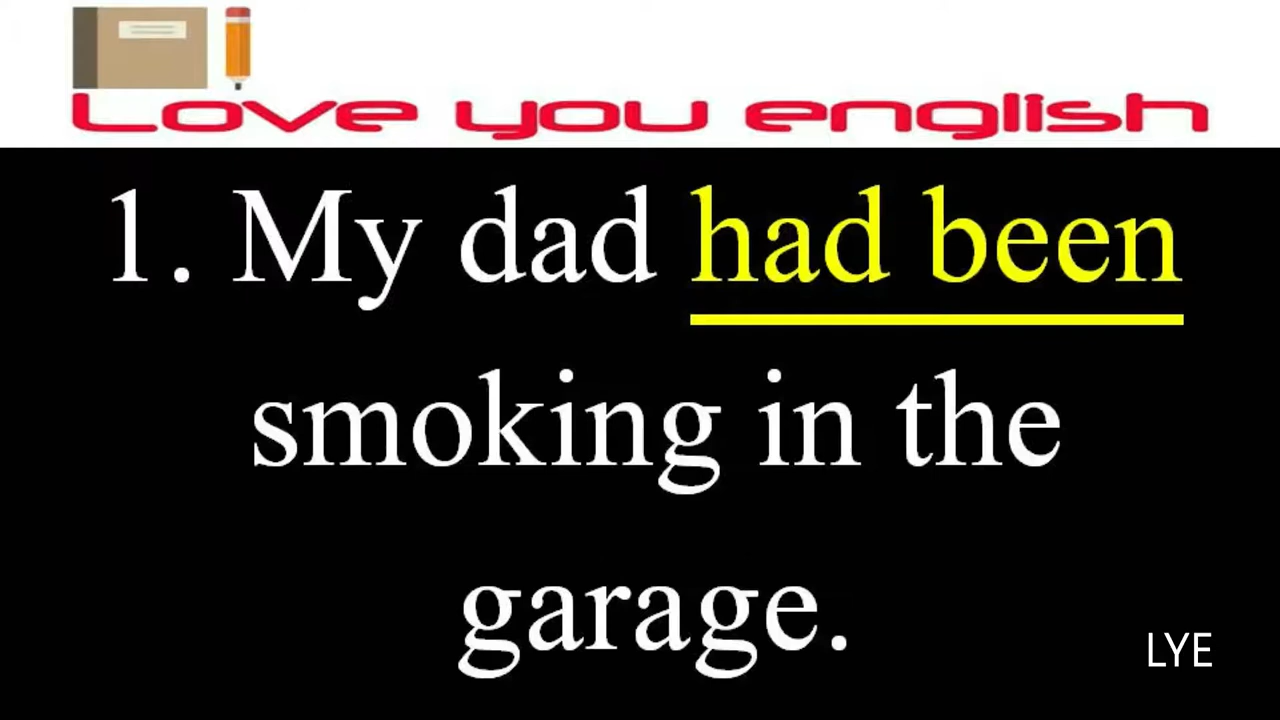 Love you english
1. My dad had been
smoking in the
garage.
LYE